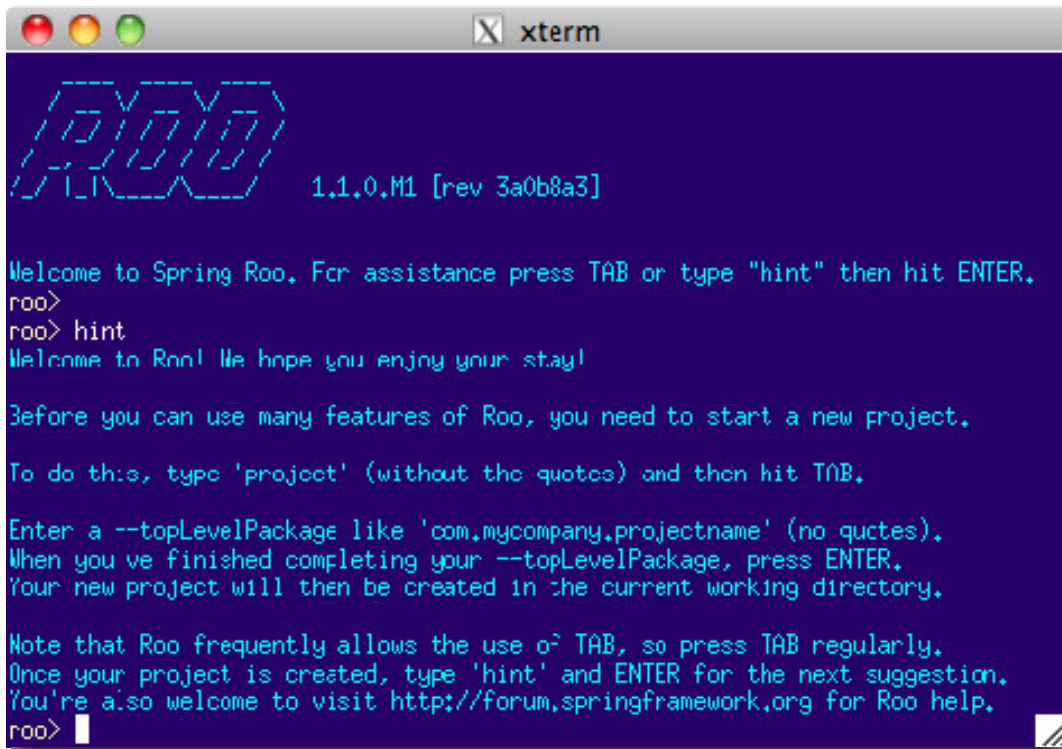 xterm
ROO
1.1.0.M1 [rev 3a0b8a3]
Welcome to Spring Roo. For assistance press TAB or type "hint" then hit ENTER.
roo>
roo> hint
Welcome to Roo! We hope you enjoy your stay!
Before you can use many features of Roo, you need to start a new project.
To do this, type 'project' (without the quotes) and then hit TAB.
Enter a --topLevelPackage like 'com.mycompany.projectname' (no quotes).
When you've finished completing your --topLevelPackage, press ENTER.
Your new project will then be created in the current working directory.
Note that Roo frequently allows the use of TAB, so press TAB regularly.
Once your project is created, type 'hint' and ENTER for the next suggestion.
You're also welcome to visit http://forum.springframework.org for Roo help.
roo>